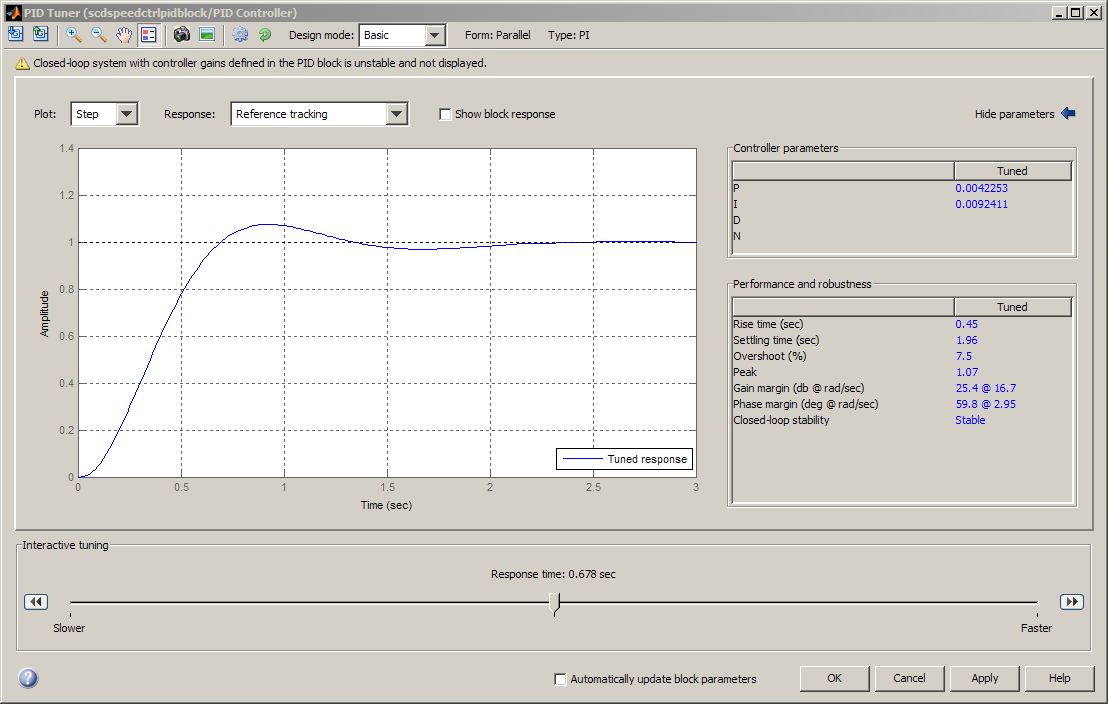 PID Tuner (scdspeedctrlpidblock/PID Controller)
Design mode: Basic Form: Parallel Type: PI
Closed-loop system with controller gains defined in the PID block is unstable and not displayed.
Plot: Step Response: Reference tracking Show block response Hide parameters
1.4
1.2
1
0.8
0.6
0.4
0.2
0
Amplitude
0 0.5 1 1.5 2 2.5 3
Time (sec)
Tuned response
Controller parameters
Tuned
P 0.0042253
I 0.0092411
D
N
Performance and robustness
Tuned
Rise time (sec) 0.45
Settling time (sec) 1.96
Overshoot (%) 7.5
Peak 1.07
Gain margin (db @ rad/sec) 25.4 @ 16.7
Phase margin (deg @ rad/sec) 59.8 @ 2.95
Closed-loop stability Stable
Interactive tuning
Response time: 0.678 sec
Slower Faster
Automatically update block parameters OK Cancel Apply Help